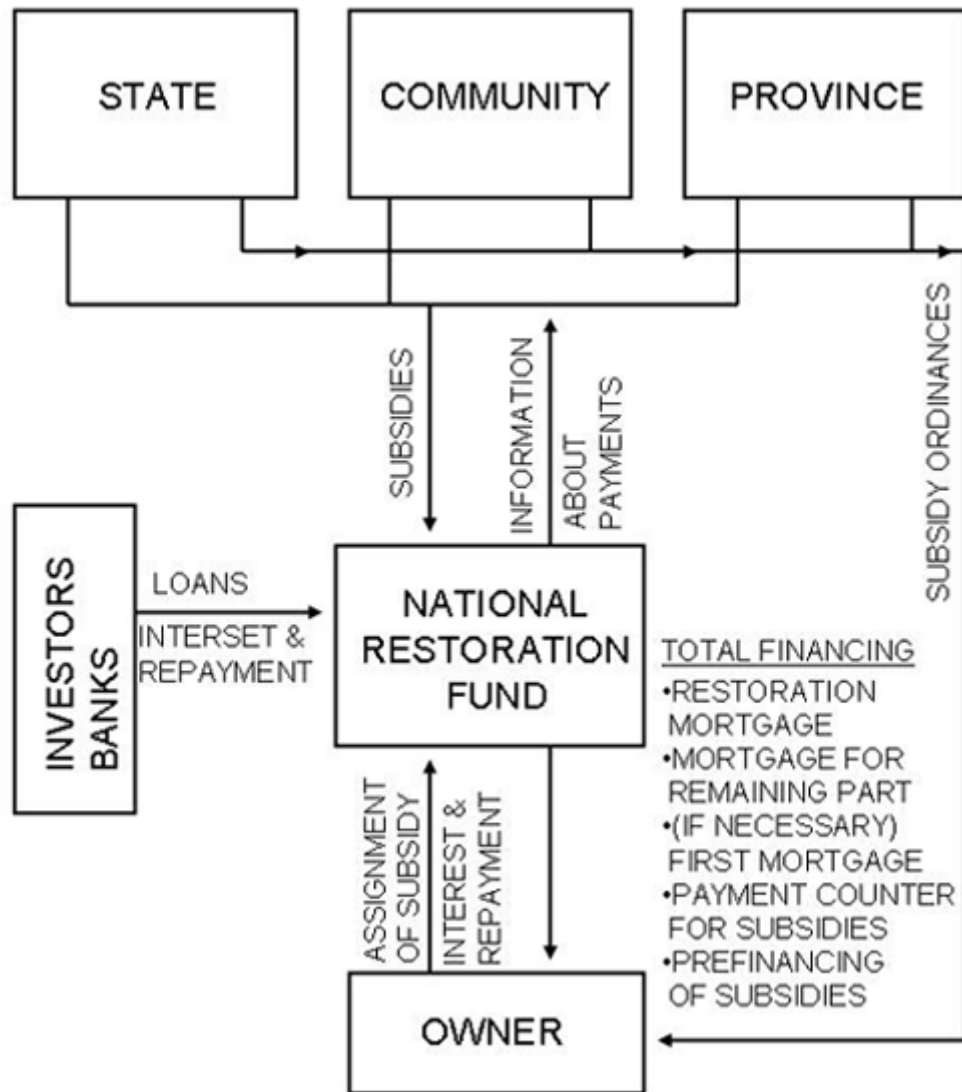 STATE
COMMUNITY
PROVINCE
SUBSIDIES
INFORMATION
ABOUT
PAYMENTS
SUBSIDY ORDINANCES
INVESTORS
BANKS
LOANS
INTERSET &
REPAYMENT
NATIONAL
RESTORATION
FUND
TOTAL FINANCING
•RESTORATION
MORTGAGE
•MORTGAGE FOR
REMAINING PART
•(IF NECESSARY)
FIRST MORTGAGE
•PAYMENT COUNTER
FOR SUBSIDIES
•PREFINANCING
OF SUBSIDIES
ASSIGNMENT
OF SUBSIDY
INTEREST &
REPAYMENT
OWNER